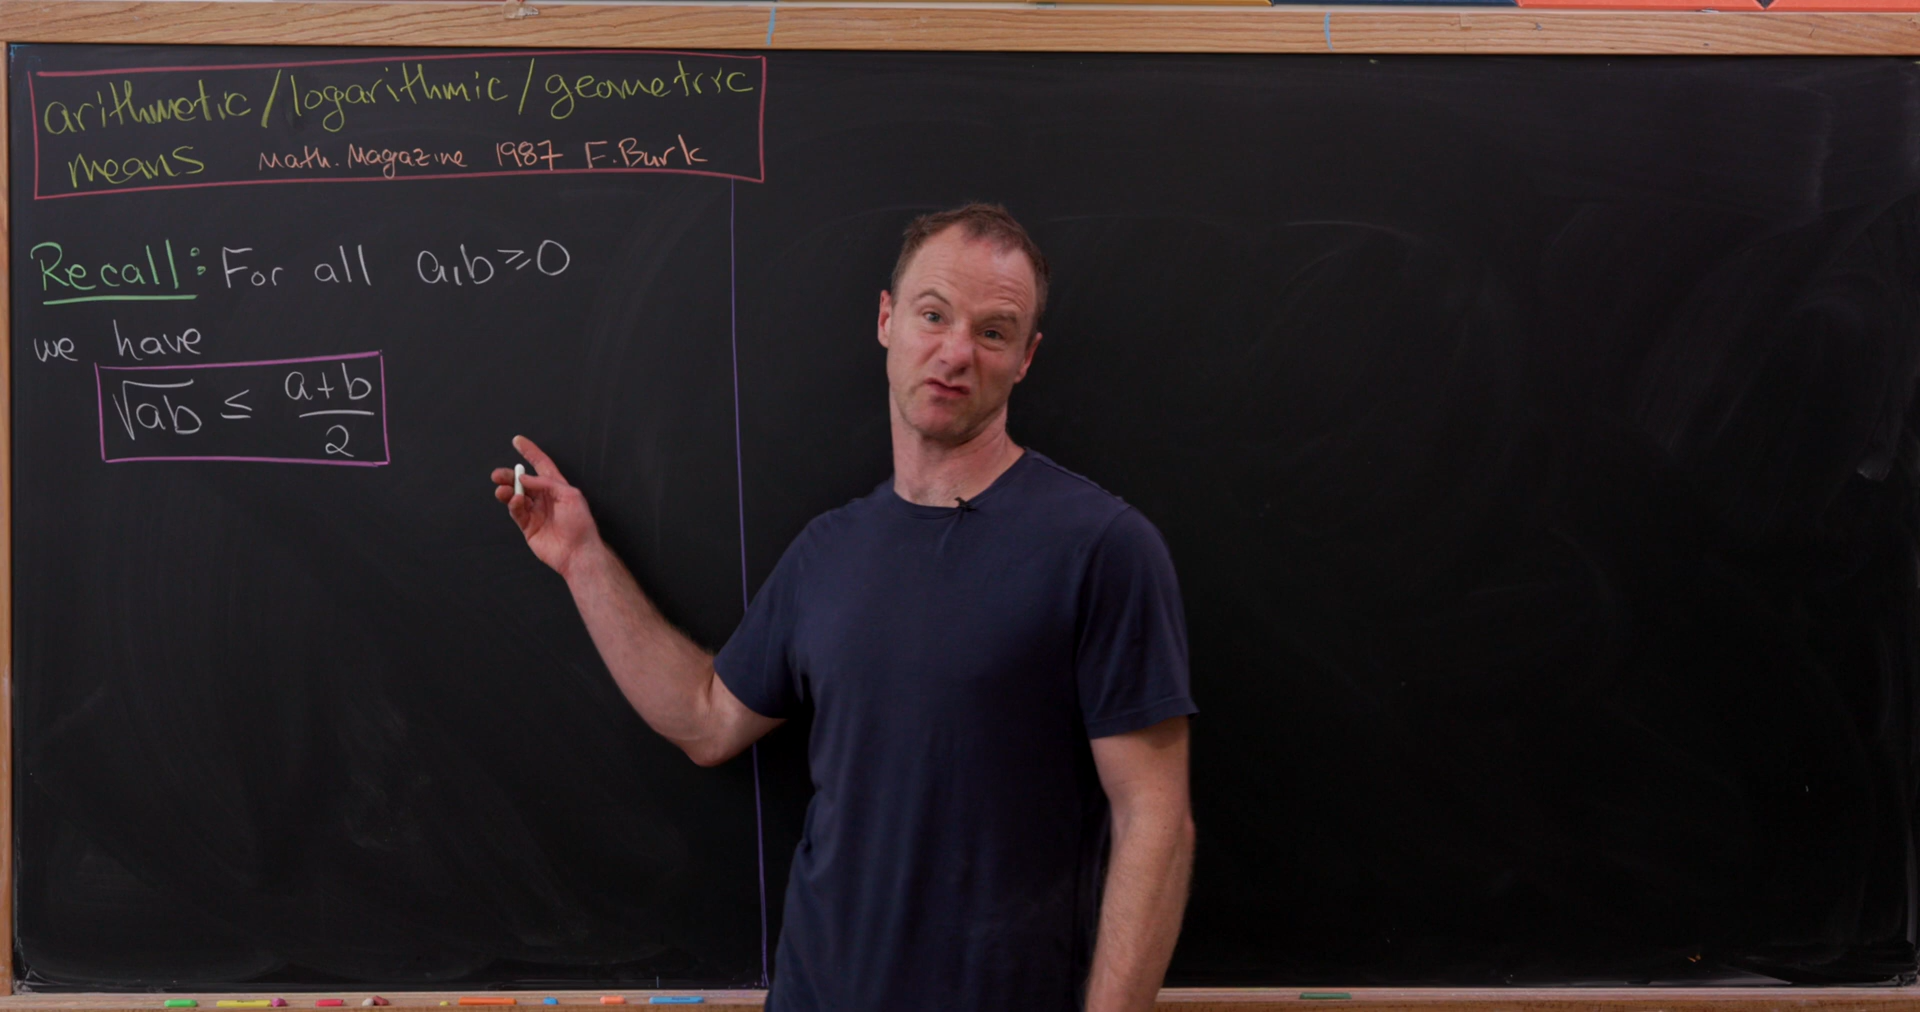 arithmetic/logarithmic/geometric
means Math. Magazine 1987 F. Burk
Recall: For all a,b≥0
we have
√ab ≤ a+b/2